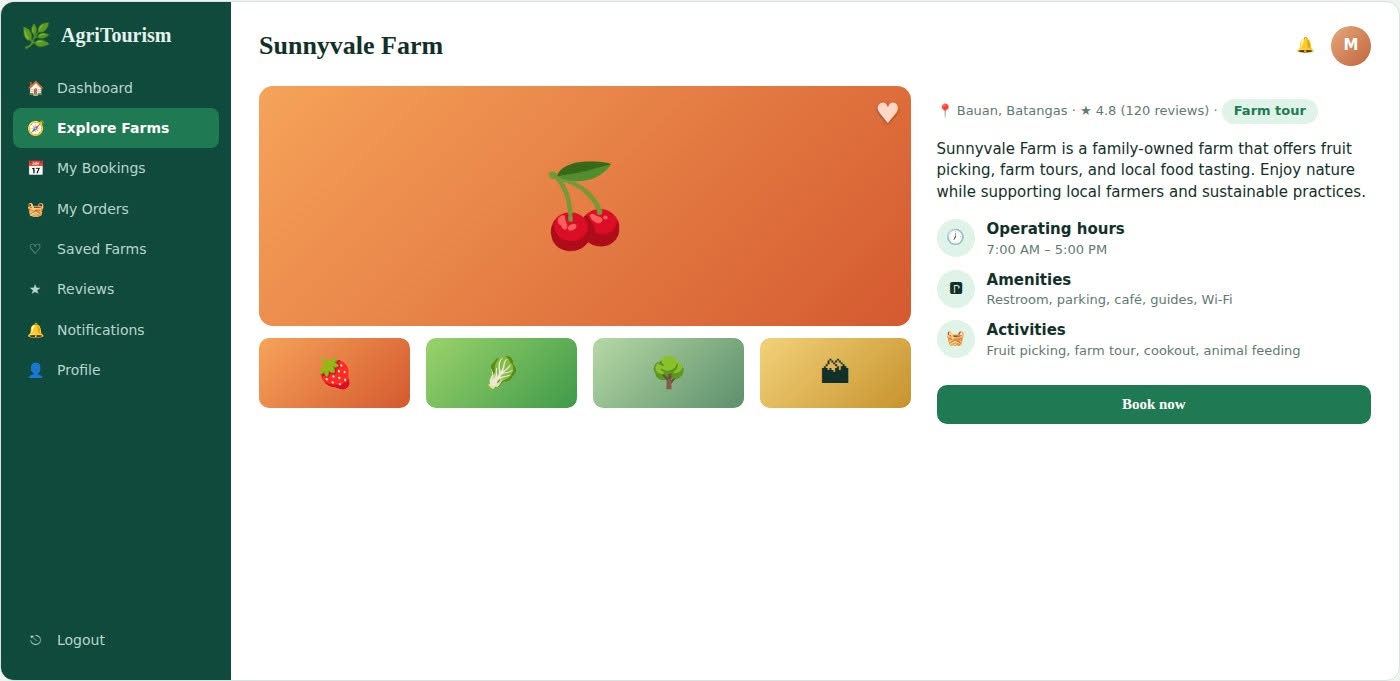 AgriTourism
Dashboard
Explore Farms
My Bookings
My Orders
Saved Farms
Reviews
Notifications
Profile
Logout
Sunnyvale Farm
M
Bauan, Batangas · ★ 4.8 (120 reviews) · Farm tour
Sunnyvale Farm is a family-owned farm that offers fruit
picking, farm tours, and local food tasting. Enjoy nature
while supporting local farmers and sustainable practices.
Operating hours
7:00 AM – 5:00 PM
Amenities
Restroom, parking, café, guides, Wi-Fi
Activities
Fruit picking, farm tour, cookout, animal feeding
Book now